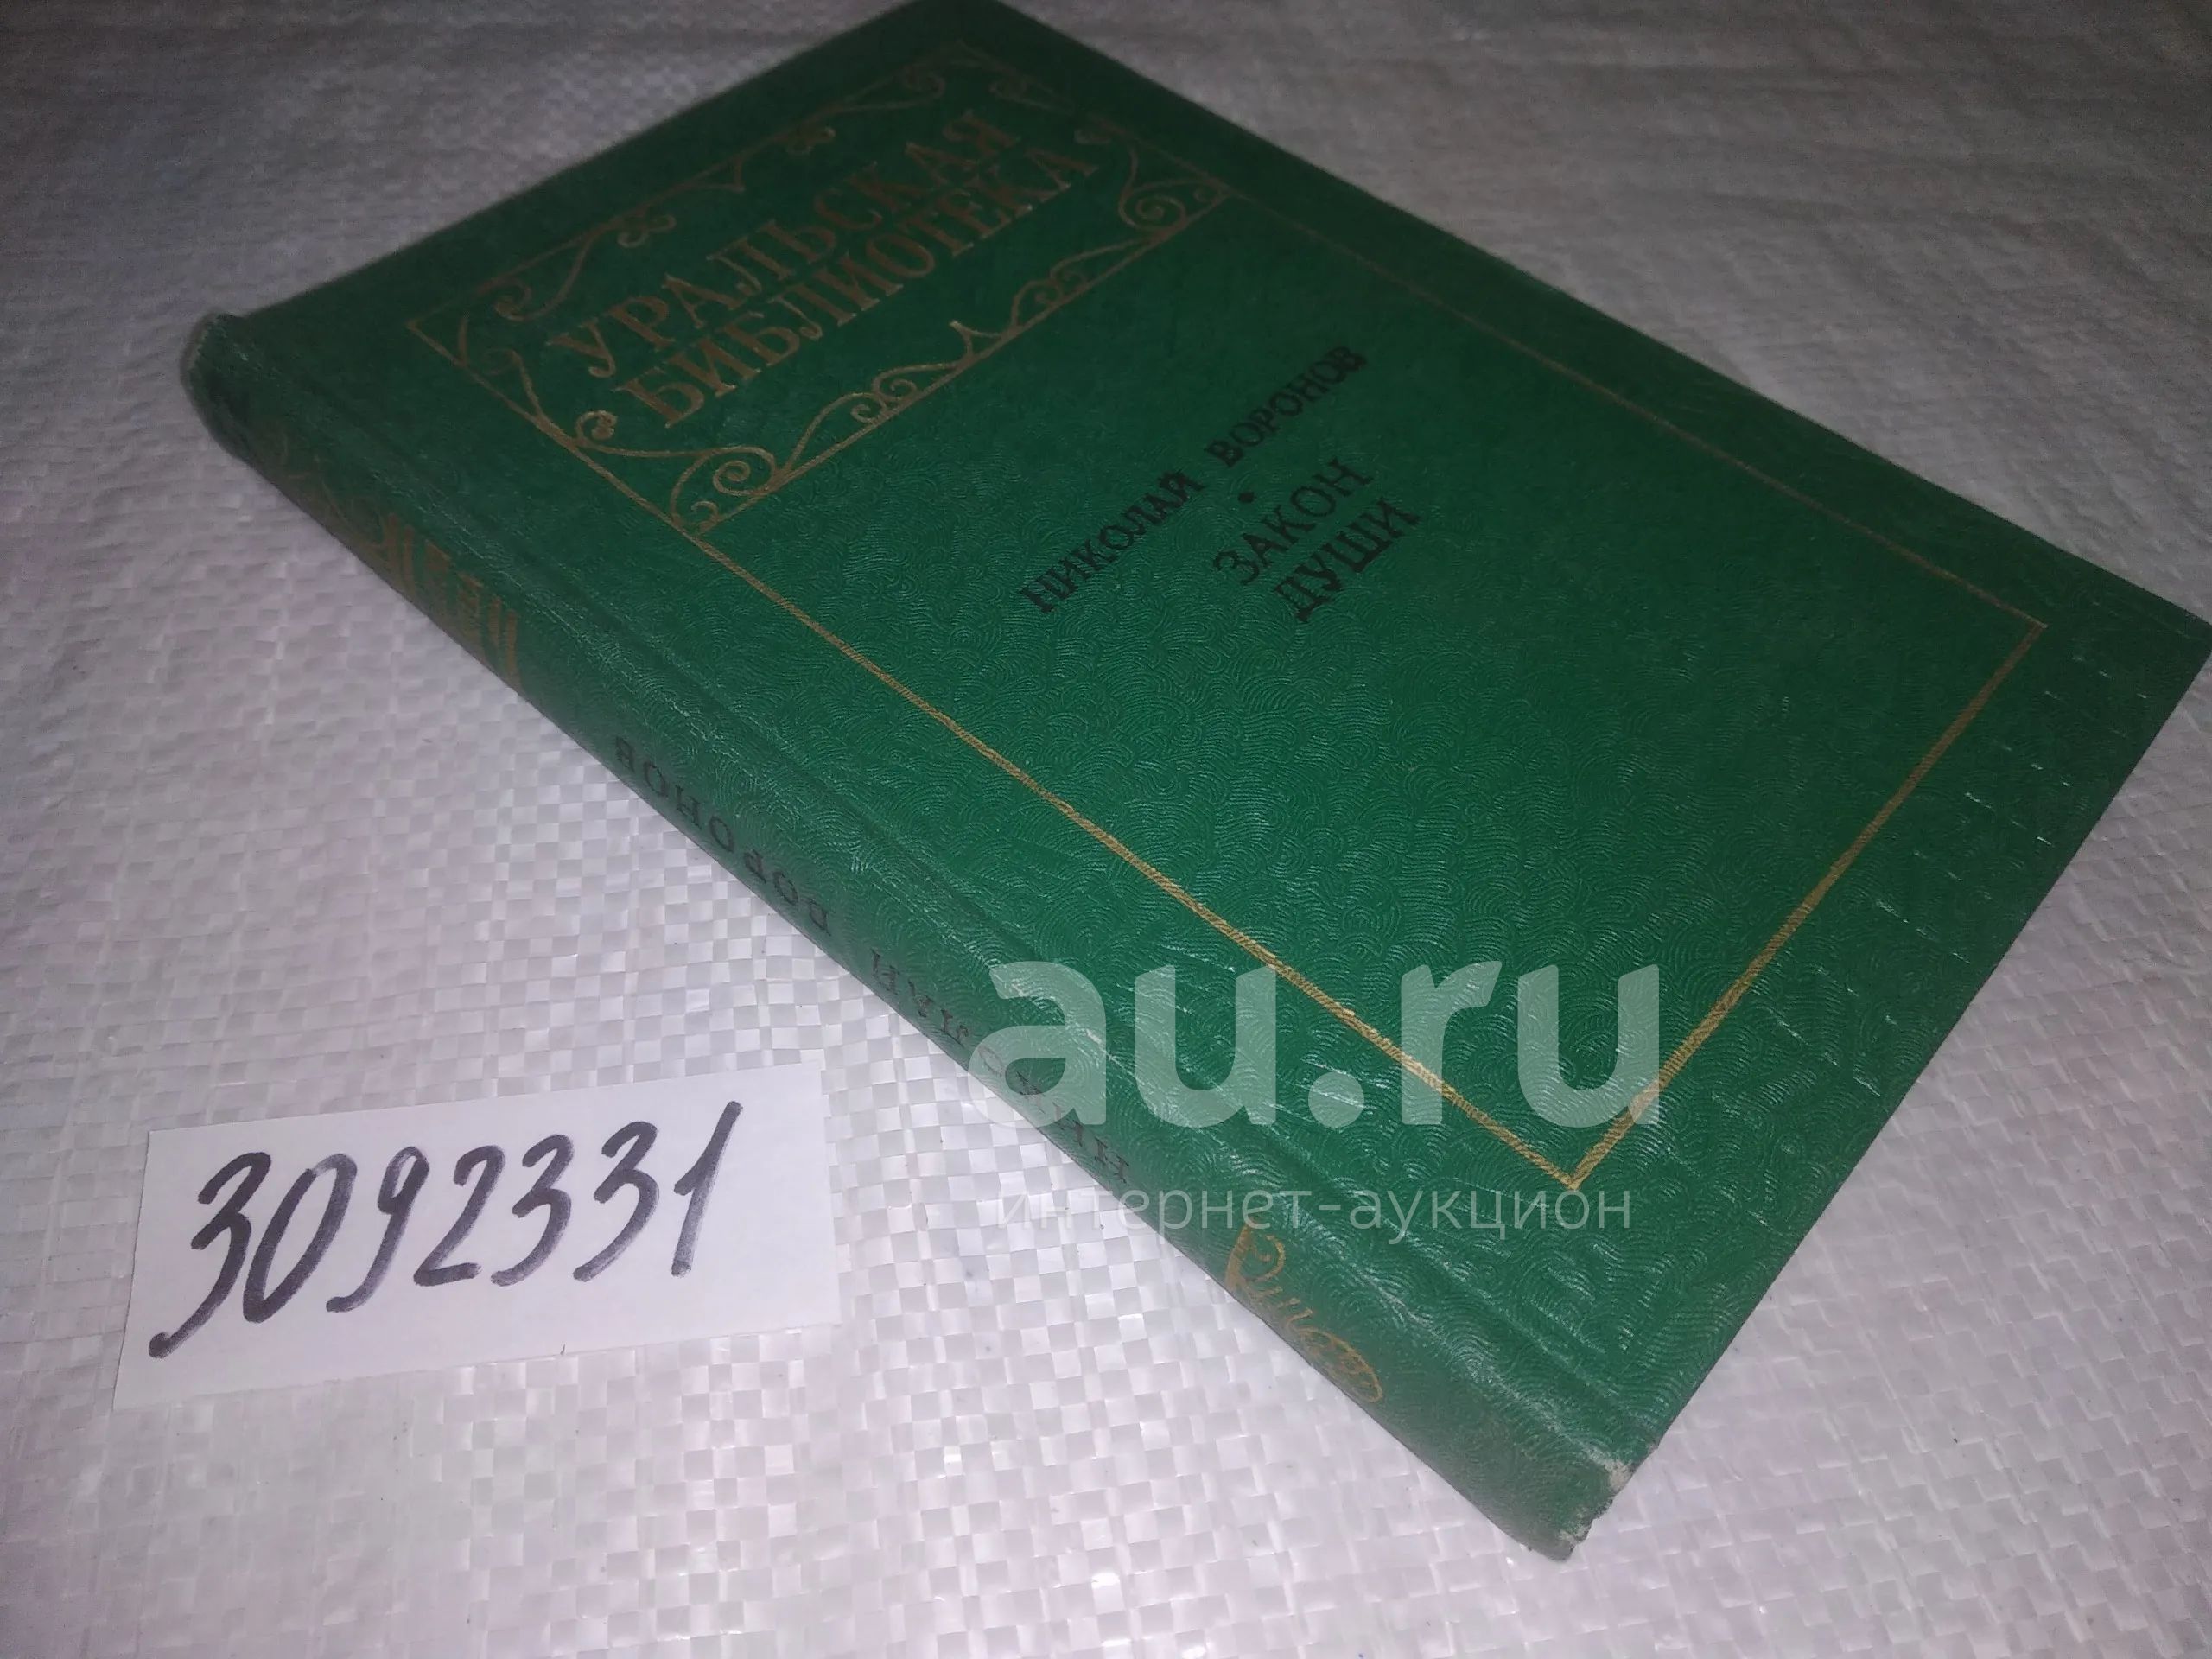 УРАЛЬСКАЯ
БИБЛИОТЕКА
НИКОЛАЙ ВОРОНОВ
•
ЗАКОН
ДУШИ
НИКОЛАЙ ВОРОНОВ
au.ru
интернет-аукцион
3092331